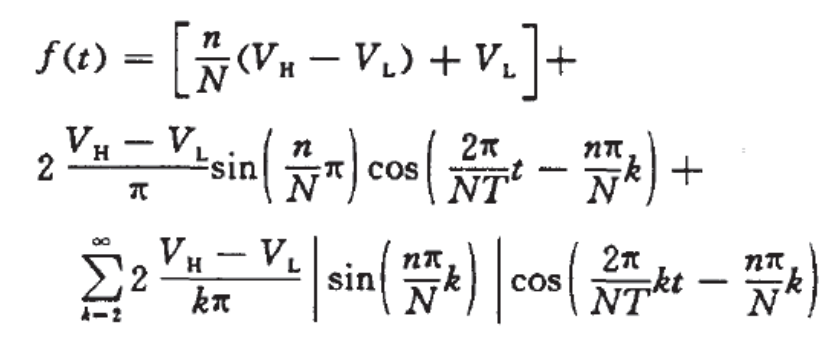 f(t) = [n/N (V_H − V_L) + V_L] +
2 (V_H − V_L)/π sin(n/N π) cos(2π/NT t − nπ/N k) +
∑_{k=2}^{∞} 2 (V_H − V_L)/kπ |sin(nπ/N k)| cos(2π/NT kt − nπ/N k)